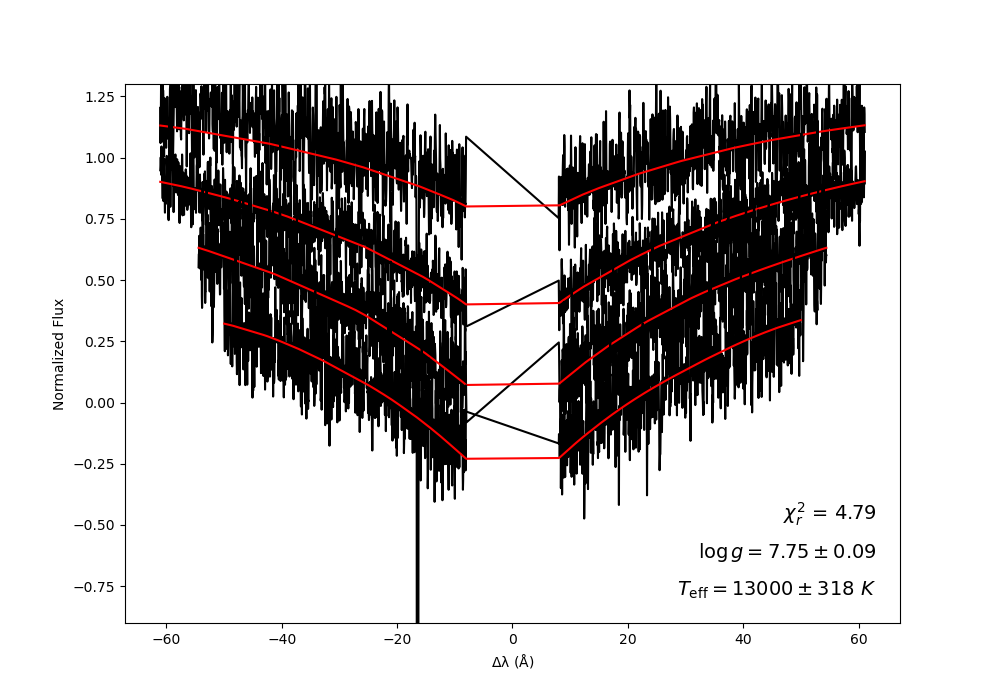 1.25
1.00
0.75
0.50
0.25
0.00
−0.25
−0.50
−0.75
Normalized Flux
χ²ᵣ = 4.79
log g = 7.75 ± 0.09
T_eff = 13000 ± 318 K
−60 −40 −20 0 20 40 60
Δλ (Å)